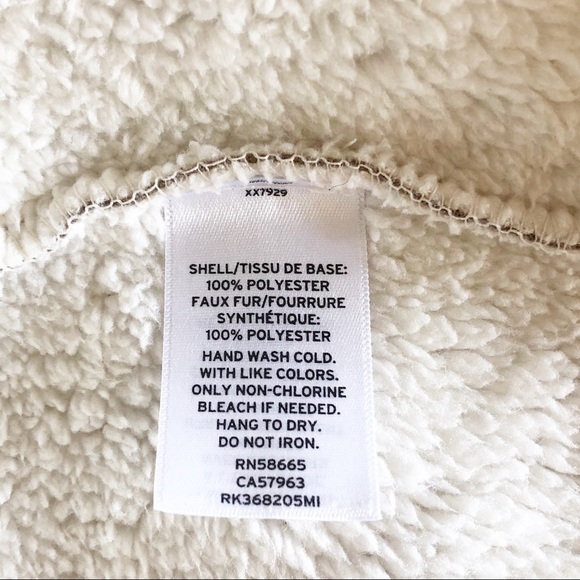 XX7929
SHELL/TISSU DE BASE:
100% POLYESTER
FAUX FUR/FOURRURE
SYNTHÉTIQUE:
100% POLYESTER
HAND WASH COLD.
WITH LIKE COLORS.
ONLY NON-CHLORINE
BLEACH IF NEEDED.
HANG TO DRY.
DO NOT IRON.
RN58665
CA57963
RK368205MI